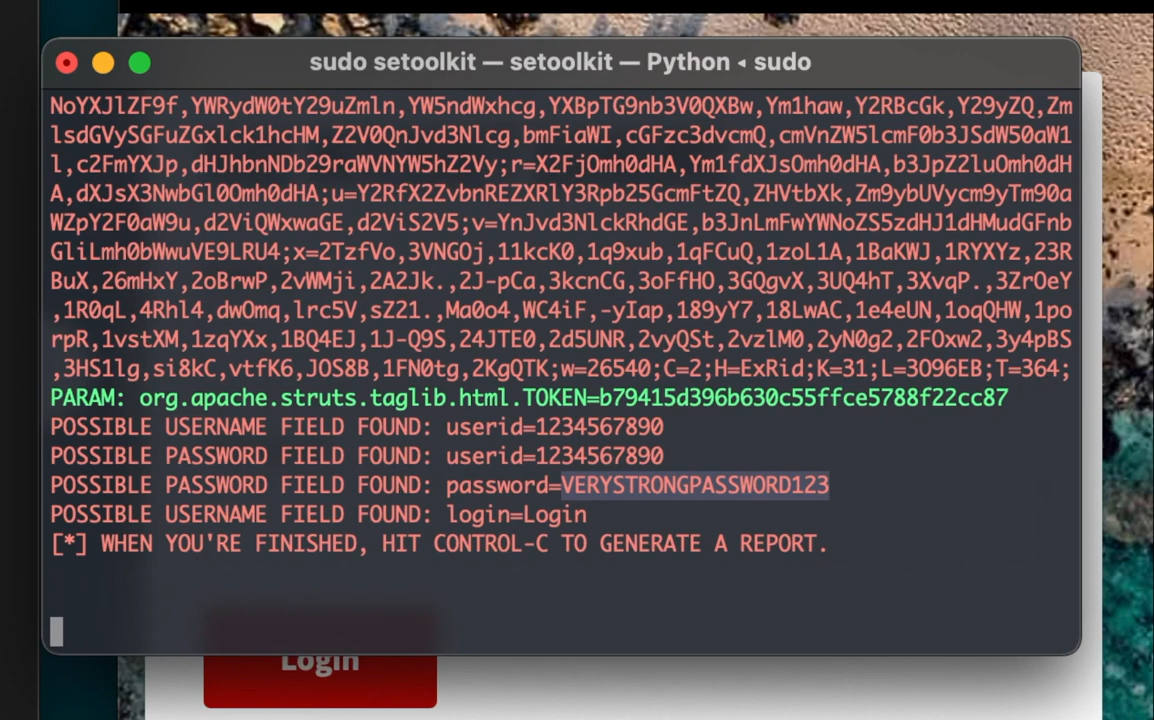 sudo setoolkit — setoolkit — Python ◂ sudo
NoYXJlZF9f,YWRydW0tY29uZmln,YW5ndWxhcg,YXBpTG9nb3V0QXBw,Ym1haw,Y2RBcGk,Y29yZQ,Zm
lsdGVySGFuZGxlck1hcHM,Z2V0QnJvd3Nlcg,bmFiaWI,cGFzc3dvcmQ,cmVnZW5lcmF0b3JSdW50aW1
l,c2FmYXJp,dHJhbnNDb29raWVNYW5hZ2Vy;r=X2FjOmh0dHA,Ym1fdXJsOmh0dHA,b3JpZ2luOmh0dH
A,dXJsX3NwbGl0Omh0dHA;u=Y2RfX2ZvbnREZXRlY3Rpb25GcmFtZQ,ZHVtbXk,Zm9ybUVycm9yTm90a
WZpY2F0aW9u,d2ViQWxwaGE,d2ViS2V5;v=YnJvd3NlckRhdGE,b3JnLmFwYWNoZS5zdHJ1dHMudGFnb
GliLmh0bWwuVE9LRU4;x=2TzfVo,3VNGOj,11kcK0,1q9xub,1qFCuQ,1zoL1A,1BaKWJ,1RYXYz,23R
BuX,26mHxY,2oBrwP,2vWMji,2A2Jk.,2J-pCa,3kcnCG,3oFfHO,3GQgvX,3UQ4hT,3XvqP.,3ZrOeY
,1R0qL,4Rhl4,dwOmq,lrc5V,sZ21.,Ma0o4,WC4iF,-yIap,189yY7,18LwAC,1e4eUN,1oqQHW,1po
rpR,1vstXM,1zqYXx,1BQ4EJ,1J-Q9S,24JTE0,2d5UNR,2vyQSt,2vzlM0,2yN0g2,2FOxw2,3y4pBS
,3HS1lg,si8kC,vtfK6,JOS8B,1FN0tg,2KgQTK;w=26540;C=2;H=ExRid;K=31;L=3O96EB;T=364;
PARAM: org.apache.struts.taglib.html.TOKEN=b79415d396b630c55ffce5788f22cc87
POSSIBLE USERNAME FIELD FOUND: userid=1234567890
POSSIBLE PASSWORD FIELD FOUND: userid=1234567890
POSSIBLE PASSWORD FIELD FOUND: password=VERYSTRONGPASSWORD123
POSSIBLE USERNAME FIELD FOUND: login=Login
[*] WHEN YOU'RE FINISHED, HIT CONTROL-C TO GENERATE A REPORT.
Login